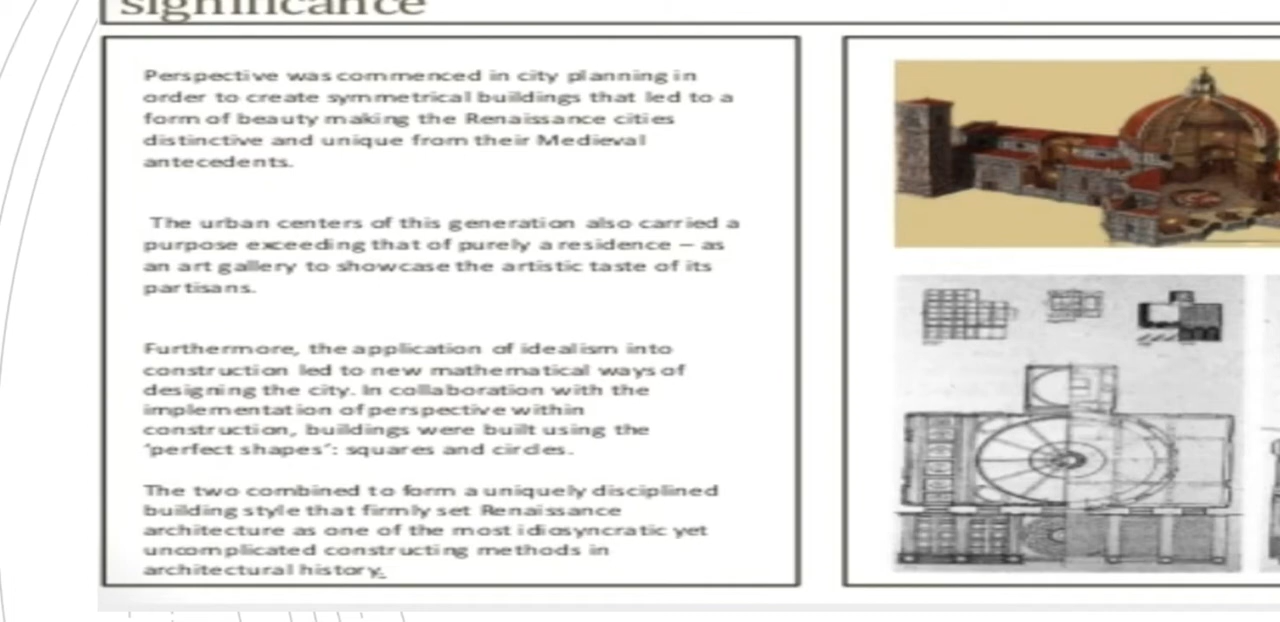 significance
Perspective was commenced in city planning in
order to create symmetrical buildings that led to a
form of beauty making the Renaissance cities
distinctive and unique from their Medieval
antecedents.
The urban centers of this generation also carried a
purpose exceeding that of purely a residence – as
an art gallery to showcase the artistic taste of its
partisans.
Furthermore, the application of idealism into
construction led to new mathematical ways of
designing the city. In collaboration with the
implementation of perspective within
construction, buildings were built using the
'perfect shapes': squares and circles.
The two combined to form a uniquely disciplined
building style that firmly set Renaissance
architecture as one of the most idiosyncratic yet
uncomplicated constructing methods in
architectural history.